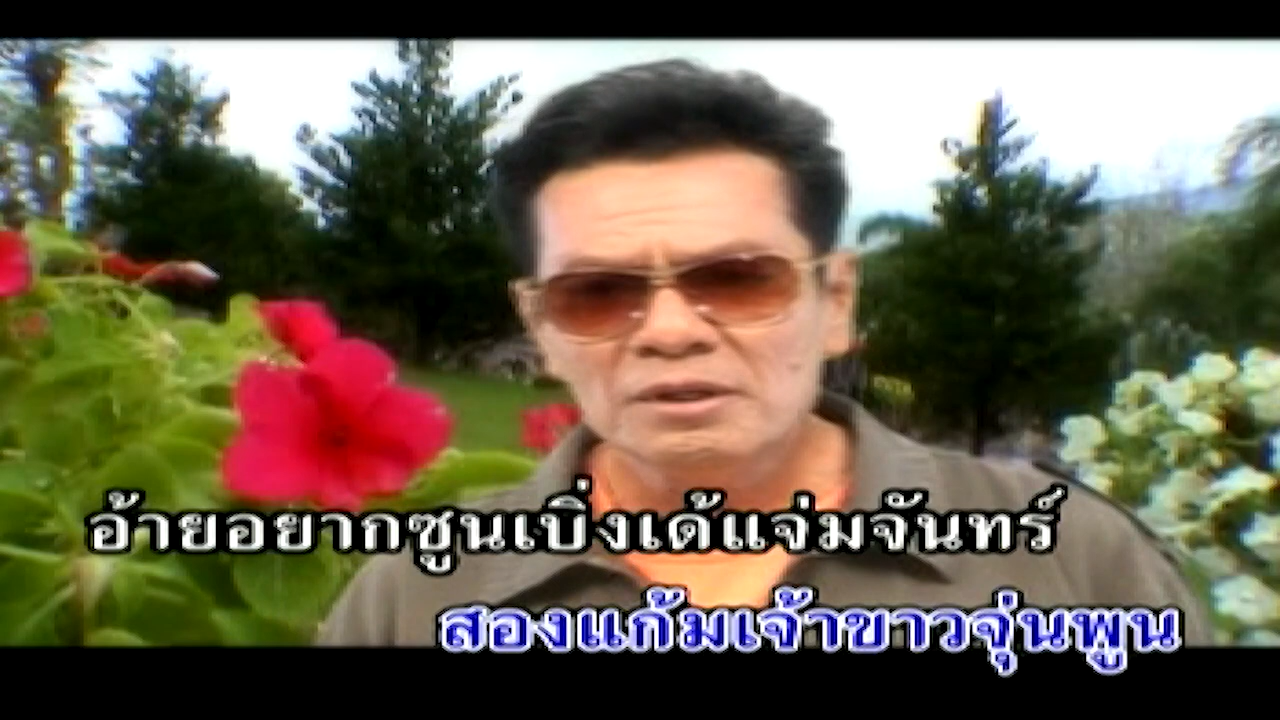 อ้ายอยากซูนเบิ่งเด้แจ่มจันทร์
สองแก้มเจ้าขาวจุ่นพูน